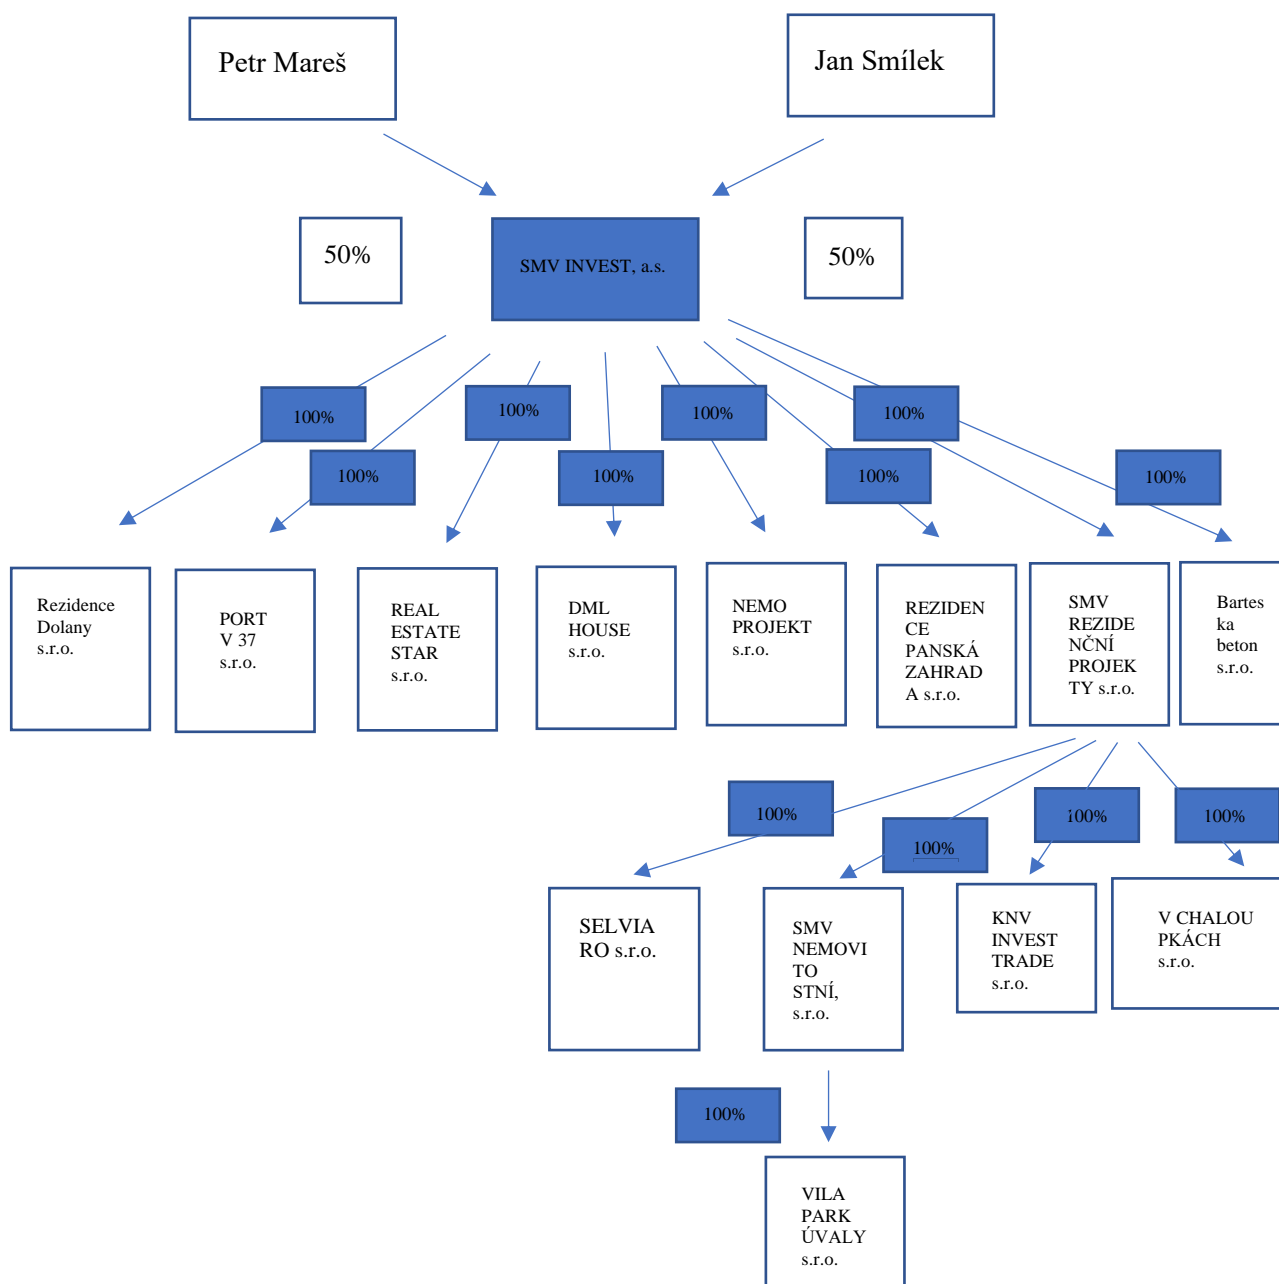 Petr Mareš
Jan Smílek
50%
SMV INVEST, a.s.
50%
100%
100%
100%
100%
100%
100%
100%
100%
Rezidence
Dolany
s.r.o.
PORT
V 37
s.r.o.
REAL
ESTATE
STAR
s.r.o.
DML
HOUSE
s.r.o.
NEMO
PROJEKT
s.r.o.
REZIDEN
CE
PANSKÁ
ZAHRAD
A s.r.o.
SMV
REZIDE
NČNÍ
PROJEK
TY s.r.o.
Bartes
ka
beton
s.r.o.
100%
100%
100%
100%
SELVIA
RO s.r.o.
SMV
NEMOVI
TO
STNÍ,
s.r.o.
KNV
INVEST
TRADE
s.r.o.
V CHALOU
PKÁCH
s.r.o.
100%
VILA
PARK
ÚVALY
s.r.o.